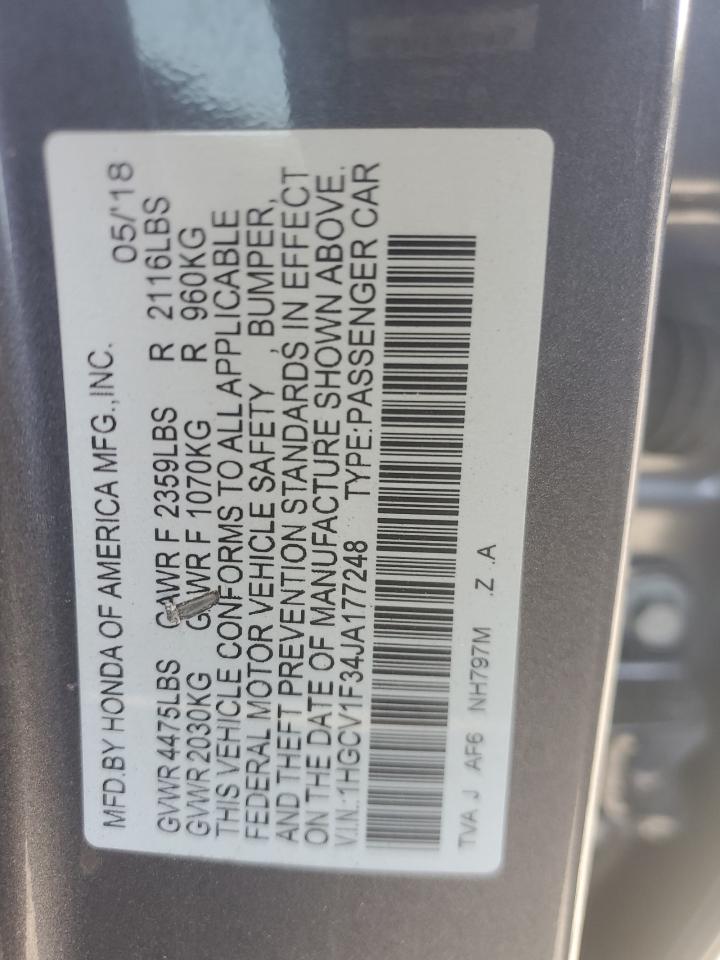 MFD.BY HONDA OF AMERICA MFG.,INC. 05/'18
GVWR 4475LBS GAWR F 2359LBS R 2116LBS
GVWR 2030KG GAWR F 1070KG R 960KG
THIS VEHICLE CONFORMS TO ALL APPLICABLE
FEDERAL MOTOR VEHICLE SAFETY , BUMPER,
AND THEFT PREVENTION STANDARDS IN EFFECT
ON THE DATE OF MANUFACTURE SHOWN ABOVE.
V.I.N.:1HGCV1F34JA177248 TYPE:PASSENGER CAR
TVA J AF6 NH797M .Z .A